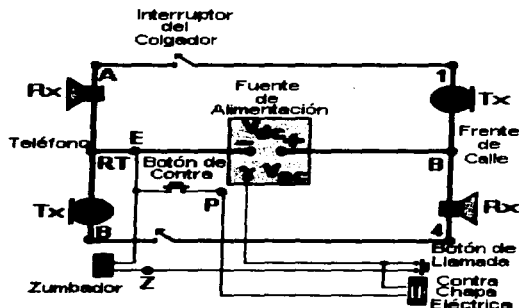 Interruptor
del
Colgador
A
1
Rx
Fuente
de
Alimentación
Tx
Vdc
- +
Teléfono
E
RT
Botón de
Contra
Frente
de
Calle
B
Tx
P
Rx
B
4
Botón de
Llamada
Zumbador
Z
Contra
Chapa
Eléctrica